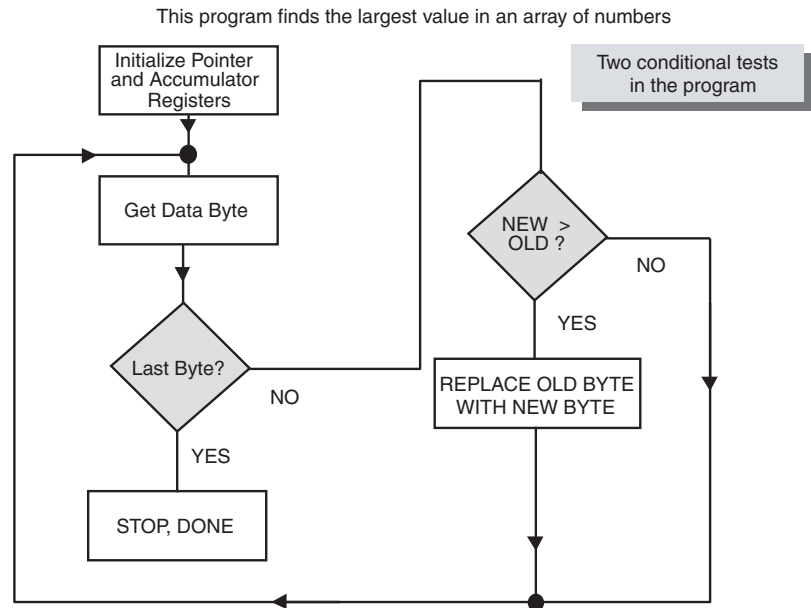 This program finds the largest value in an array of numbers
Initialize Pointer
and Accumulator
Registers
Two conditional tests
in the program
Get Data Byte
NEW >
OLD ?
NO
YES
Last Byte?
NO
REPLACE OLD BYTE
WITH NEW BYTE
YES
STOP, DONE